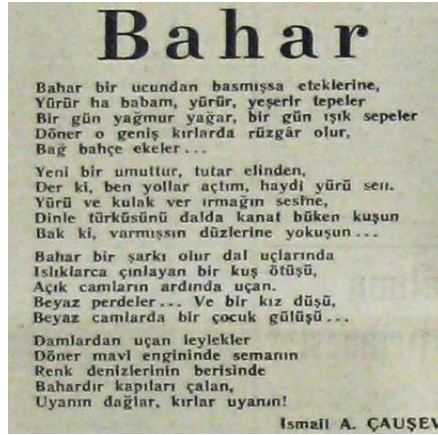 Bahar
Bahar bir ucundan basmışsa eteklerine,
Yürür ha babam, yürür, yeşerir tepeler
Bir gün yağmur yağar, bir gün ışık sepeler
Döner o geniş kırlarda rüzgâr olur,
Bağ bahçe ekeler...
Yeni bir umuttur, tutar elinden,
Der ki, ben yollar açtım, haydi yürü sen.
Yürü ve kulak ver ırmağın sesine,
Dinle türküsünü dalda kanat büken kuşun
Bak ki, varmışsın düzlerine yokuşun...
Bahar bir şarkı olur dal uçlarında
Islıklarca çınlayan bir kuş ötüşü,
Açık camların ardında uçan.
Beyaz perdeler... Ve bir kız düşü,
Beyaz camlarda bir çocuk gülüşü...
Damlardan uçan leylekler
Döner mavi engininde semanın
Renk denizlerinin berisinde
Bahardır kapıları çalan,
Uyanın dağlar, kırlar uyanın!
Ismail A. ÇAUŞEV